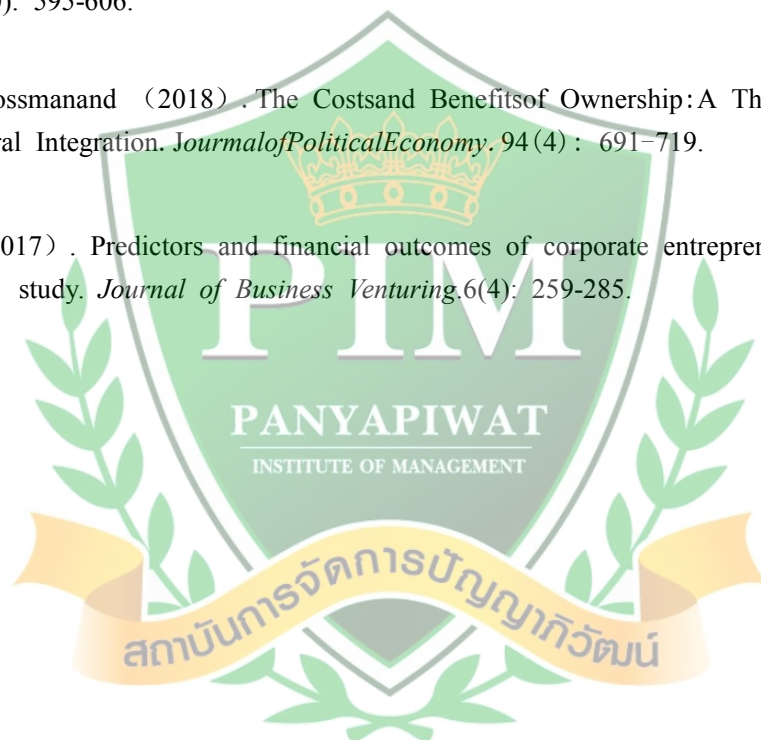 ): 595-606.
ossmanand （2018）. The Costsand Benefitsof Ownership：A Th
ral Integration. JourmalofPoliticalEconomy. 94(4)： 691-719.
017）. Predictors and financial outcomes of corporate entrepren
study. Journal of Business Venturing.6(4): 259-285.
PIM
PANYAPIWAT
INSTITUTE OF MANAGEMENT
สถาบันการจัดการปัญญาภิวัฒน์